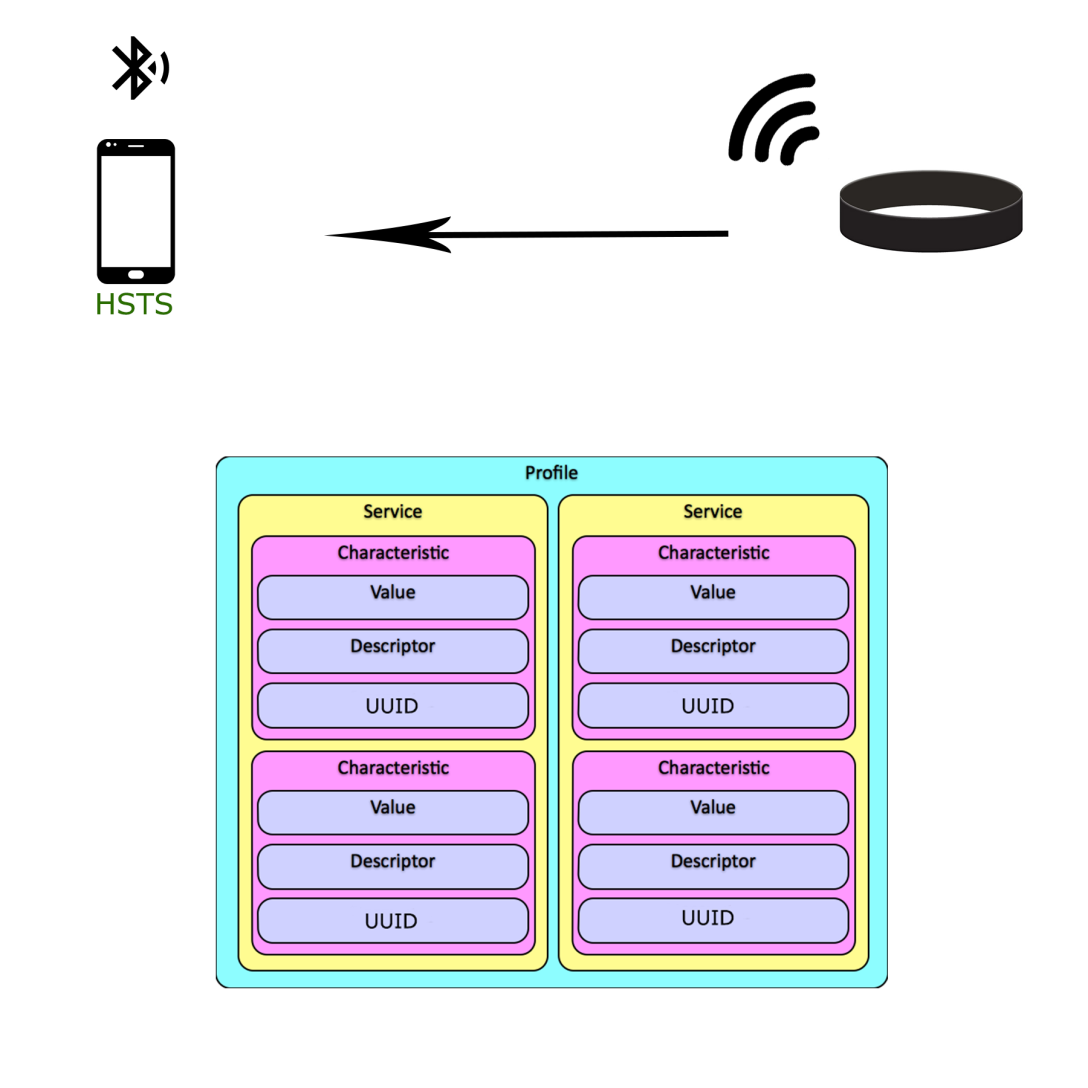 HSTS
Profile
Service
Characteristic
Value
Descriptor
UUID
Characteristic
Value
Descriptor
UUID
Service
Characteristic
Value
Descriptor
UUID
Characteristic
Value
Descriptor
UUID